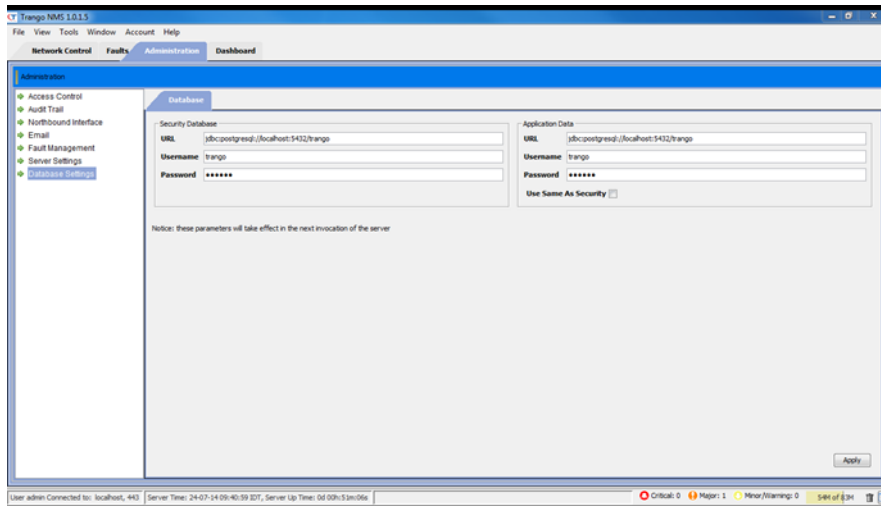 Trango NMS 1.0.1.5
File View Tools Window Account Help
Network Control Faults Administration Dashboard
Administration
Access Control
Audit Trail
Northbound Interface
Email
Fault Management
Server Settings
Database Settings
Database
Security Database
URL jdbc:postgresql://localhost:5432/trango
Username trango
Password ••••••
Application Data
URL jdbc:postgresql://localhost:5432/trango
Username trango
Password ••••••
Use Same As Security
Notice: these parameters will take effect in the next invocation of the server
Apply
User admin Connected to: localhost, 443 Server Time: 24-07-14 09:40:59 IDT, Server Up Time: 0d 00h:51m:06s Critical: 0 Major: 1 Minor/Warning: 0 54M of 83M